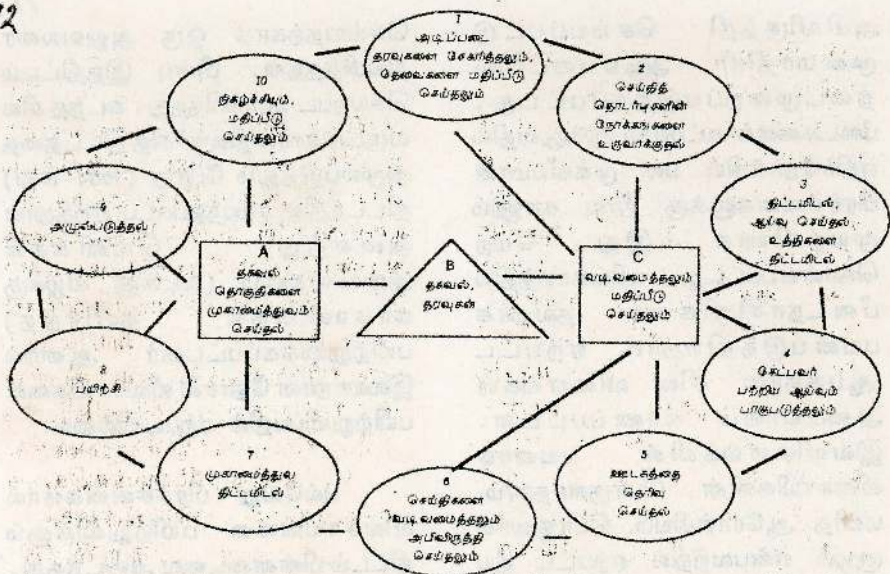 1
அடிப்படை
தரவுகளை சேகரித்தலும்,
தேவைகளை மதிப்பீடு
செய்தலும்
10
நிகழ்ச்சியும்,
மதிப்பீடு
செய்தலும்
2
செய்தித்
தொடர்புகளின்
நோக்கங்களை
உருவாக்குதல்
9
அமுல்படுத்தல்
3
திட்டமிடல்,
ஆய்வு செய்தல்,
உத்திகளை
திட்டமிடல்
A
தகவல்
தொகுதிகளை
முகாமைத்துவம்
செய்தல்
B
தகவல்,
தரவுகள்
C
வடிவமைத்தலும்
மதிப்பீடு
செய்தலும்
8
பயிற்சி
4
கேட்பவர்
பற்றிய ஆய்வும்
பாகுபடுத்தலும்
7
முகாமைத்துவ
திட்டமிடல்
6
செய்திகளை
வடிவமைத்தலும்
அபிவிருத்தி
செய்தலும்
5
ஊடகத்தை
தெரிவு
செய்தல்